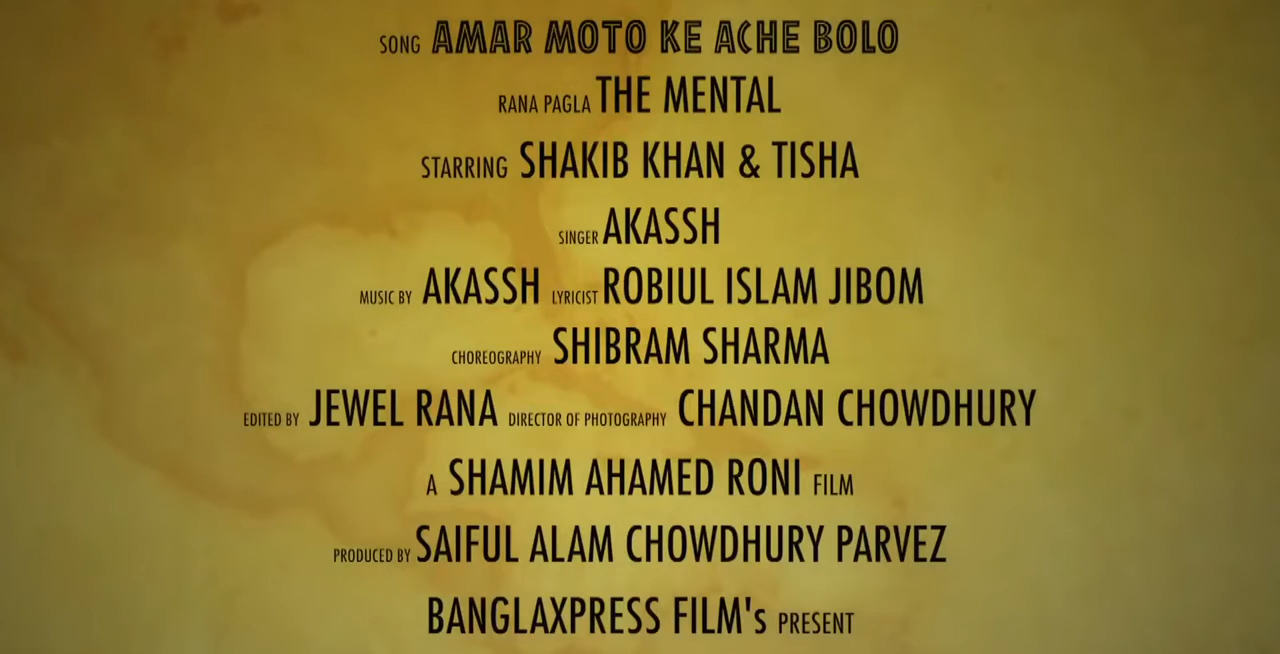 SONG AMAR MOTO KE ACHE BOLO
RANA PAGLA THE MENTAL
STARRING SHAKIB KHAN & TISHA
SINGER AKASSH
MUSIC BY AKASSH LYRICIST ROBIUL ISLAM JIBOM
CHOREOGRAPHY SHIBRAM SHARMA
EDITED BY JEWEL RANA DIRECTOR OF PHOTOGRAPHY CHANDAN CHOWDHURY
A SHAMIM AHAMED RONI FILM
PRODUCED BY SAIFUL ALAM CHOWDHURY PARVEZ
BANGLAXPRESS FILM's PRESENT